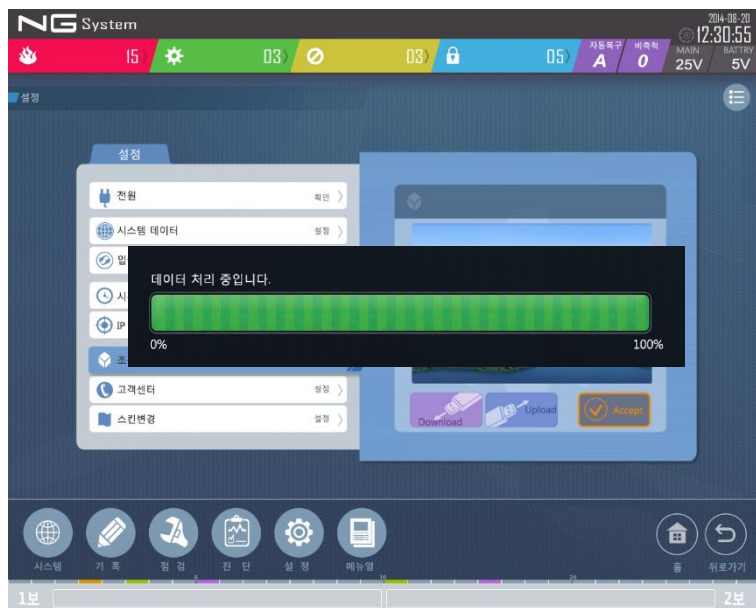 NG System
2014-08-20
12:30:55
15
03
03
05
자동복구
A
비축적
0
MAIN
25V
BATTRY
5V
설정
설정
전원
확인
시스템 데이터
설정
데이터 처리 중입니다.
IP
0%
100%
고객센터
설정
스킨변경
설정
Download
Upload
Accept
시스템
기 록
점 검
진 단
설 정
메뉴얼
홈
뒤로가기
1보
2보